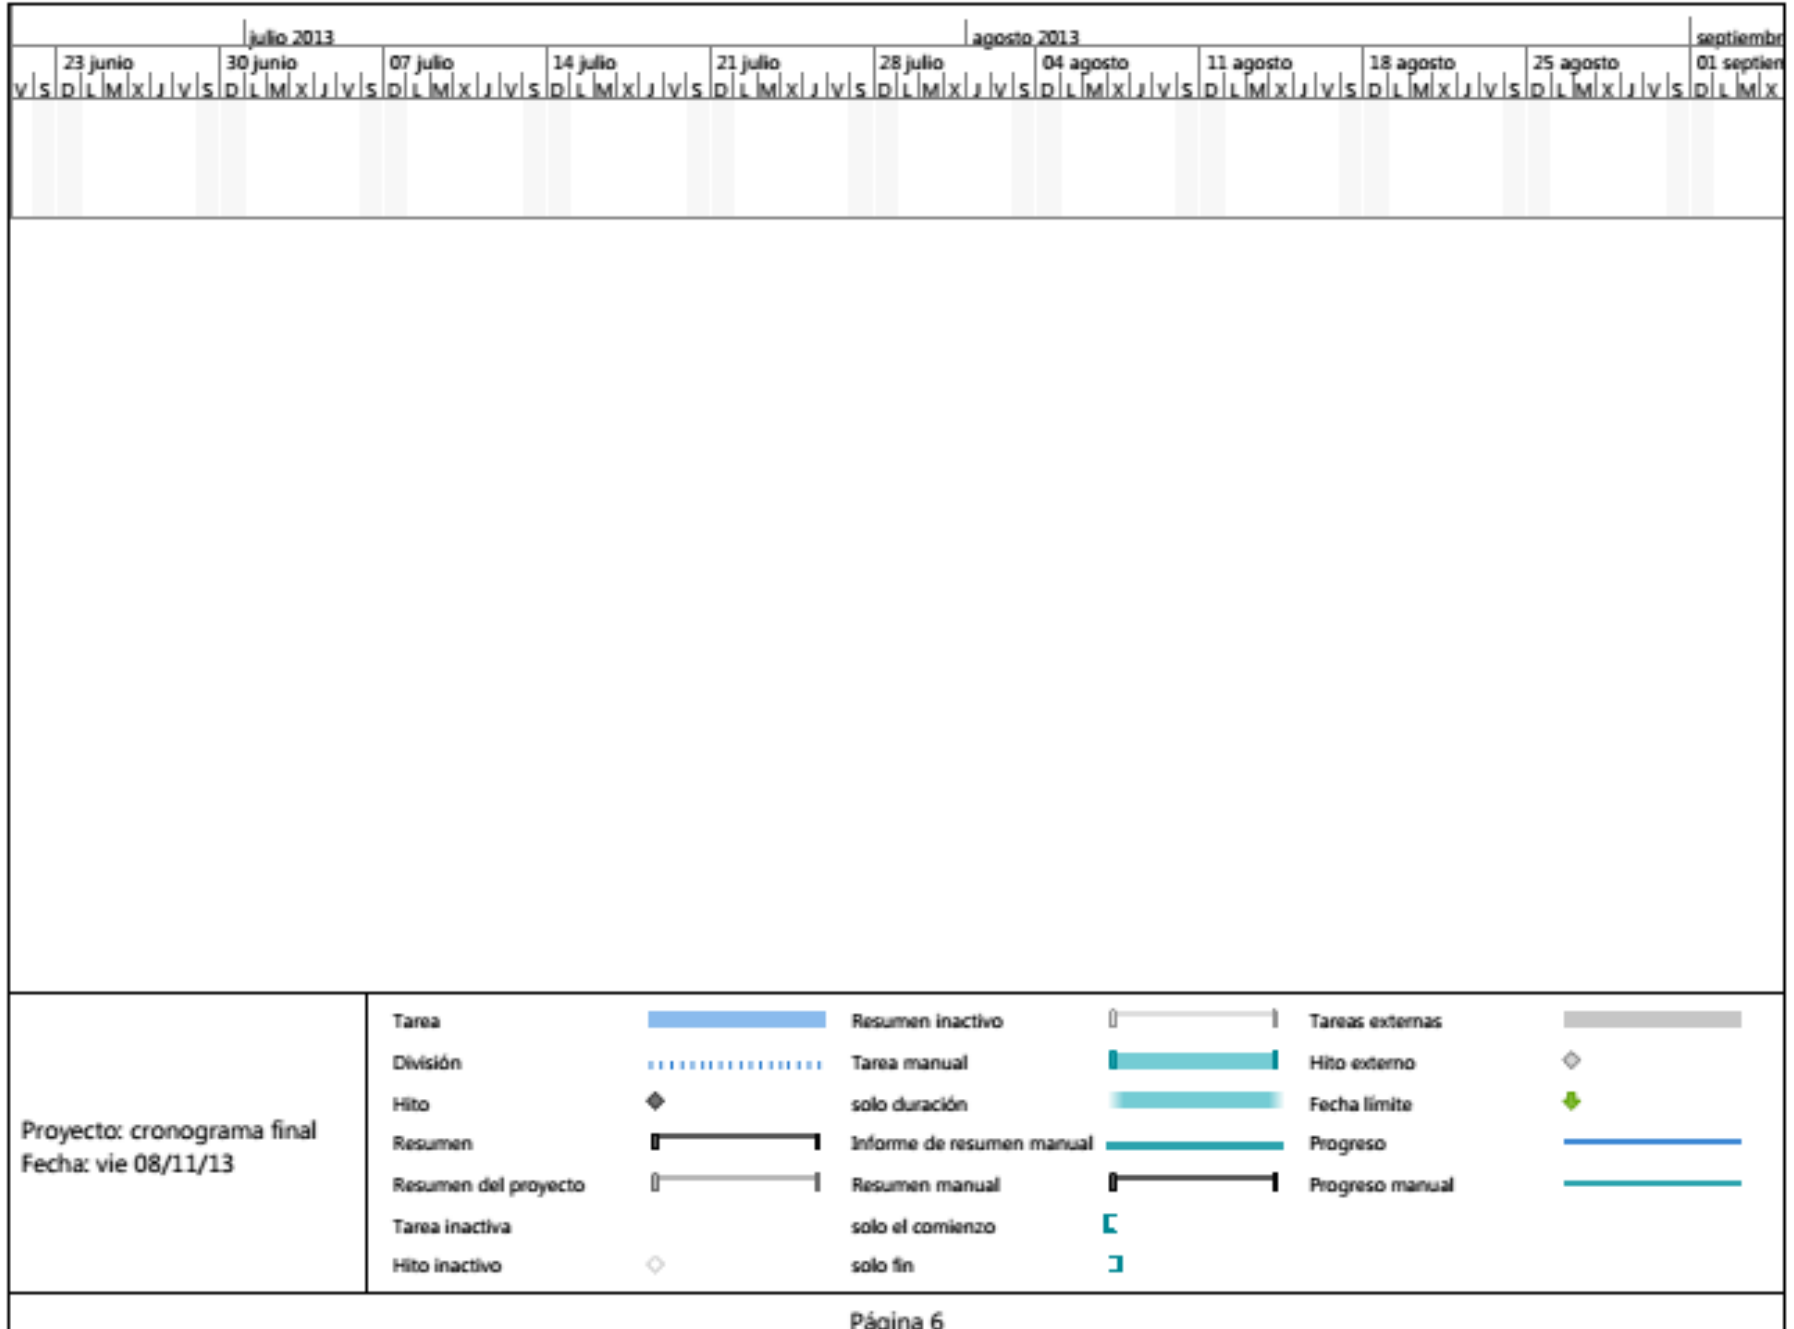 julio 2013 agosto 2013 septiembr
23 junio 30 junio 07 julio 14 julio 21 julio 28 julio 04 agosto 11 agosto 18 agosto 25 agosto 01 septien
V S D L M X J V S D L M X J V S D L M X J V S D L M X J V S D L M X J V S D L M X J V S D L M X J V S D L M X J V S D L M X J V S D L M X J V S D L M X J V S D L M X
Tarea Resumen inactivo Tareas externas
División Tarea manual Hito externo
Hito solo duración Fecha límite
Proyecto: cronograma final
Fecha: vie 08/11/13
Resumen Informe de resumen manual Progreso
Resumen del proyecto Resumen manual Progreso manual
Tarea inactiva solo el comienzo
Hito inactivo solo fin
Página 6